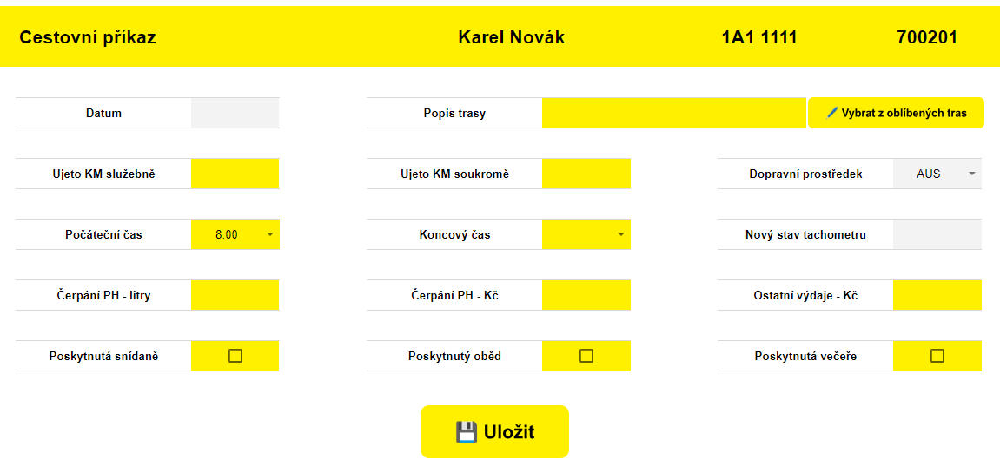 Cestovní příkaz Karel Novák 1A1 1111 700201
Datum Popis trasy Vybrat z oblíbených tras
Ujeto KM služebně Ujeto KM soukromě Dopravní prostředek AUS
Počáteční čas 8:00 Koncový čas Nový stav tachometru
Čerpání PH - litry Čerpání PH - Kč Ostatní výdaje - Kč
Poskytnutá snídaně Poskytnutý oběd Poskytnutá večeře
Uložit